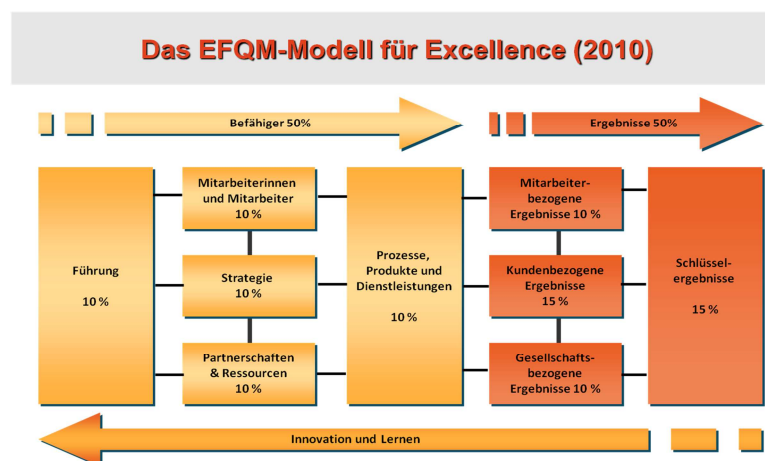 Das EFQM-Modell für Excellence (2010)
Befähiger 50%
Ergebnisse 50%
Führung
10 %
Mitarbeiterinnen
und Mitarbeiter
10 %
Strategie
10 %
Partnerschaften
& Ressourcen
10 %
Prozesse,
Produkte und
Dienstleistungen
10 %
Mitarbeiter-
bezogene
Ergebnisse 10 %
Kundenbezogene
Ergebnisse
15 %
Gesellschafts-
bezogene
Ergebnisse 10 %
Schlüssel-
ergebnisse
15 %
Innovation und Lernen